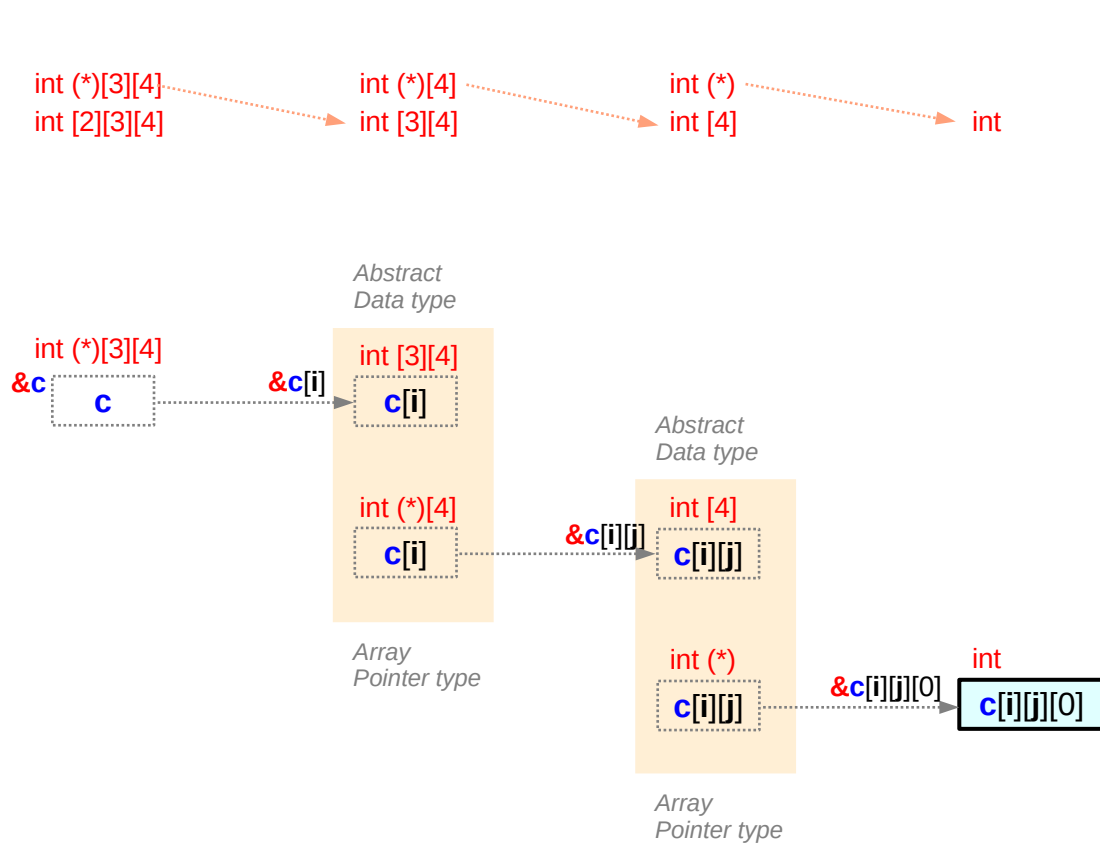 int (*)[3][4] int (*)[4] int (*)
int [2][3][4] int [3][4] int [4] int
Abstract
Data type
int (*)[3][4] int [3][4]
&c c &c[i] c[i]
Abstract
Data type
int (*)[4] int [4]
c[i] &c[i][j] c[i][j]
Array
Pointer type
int (*) int
c[i][j] &c[i][j][0] c[i][j][0]
Array
Pointer type